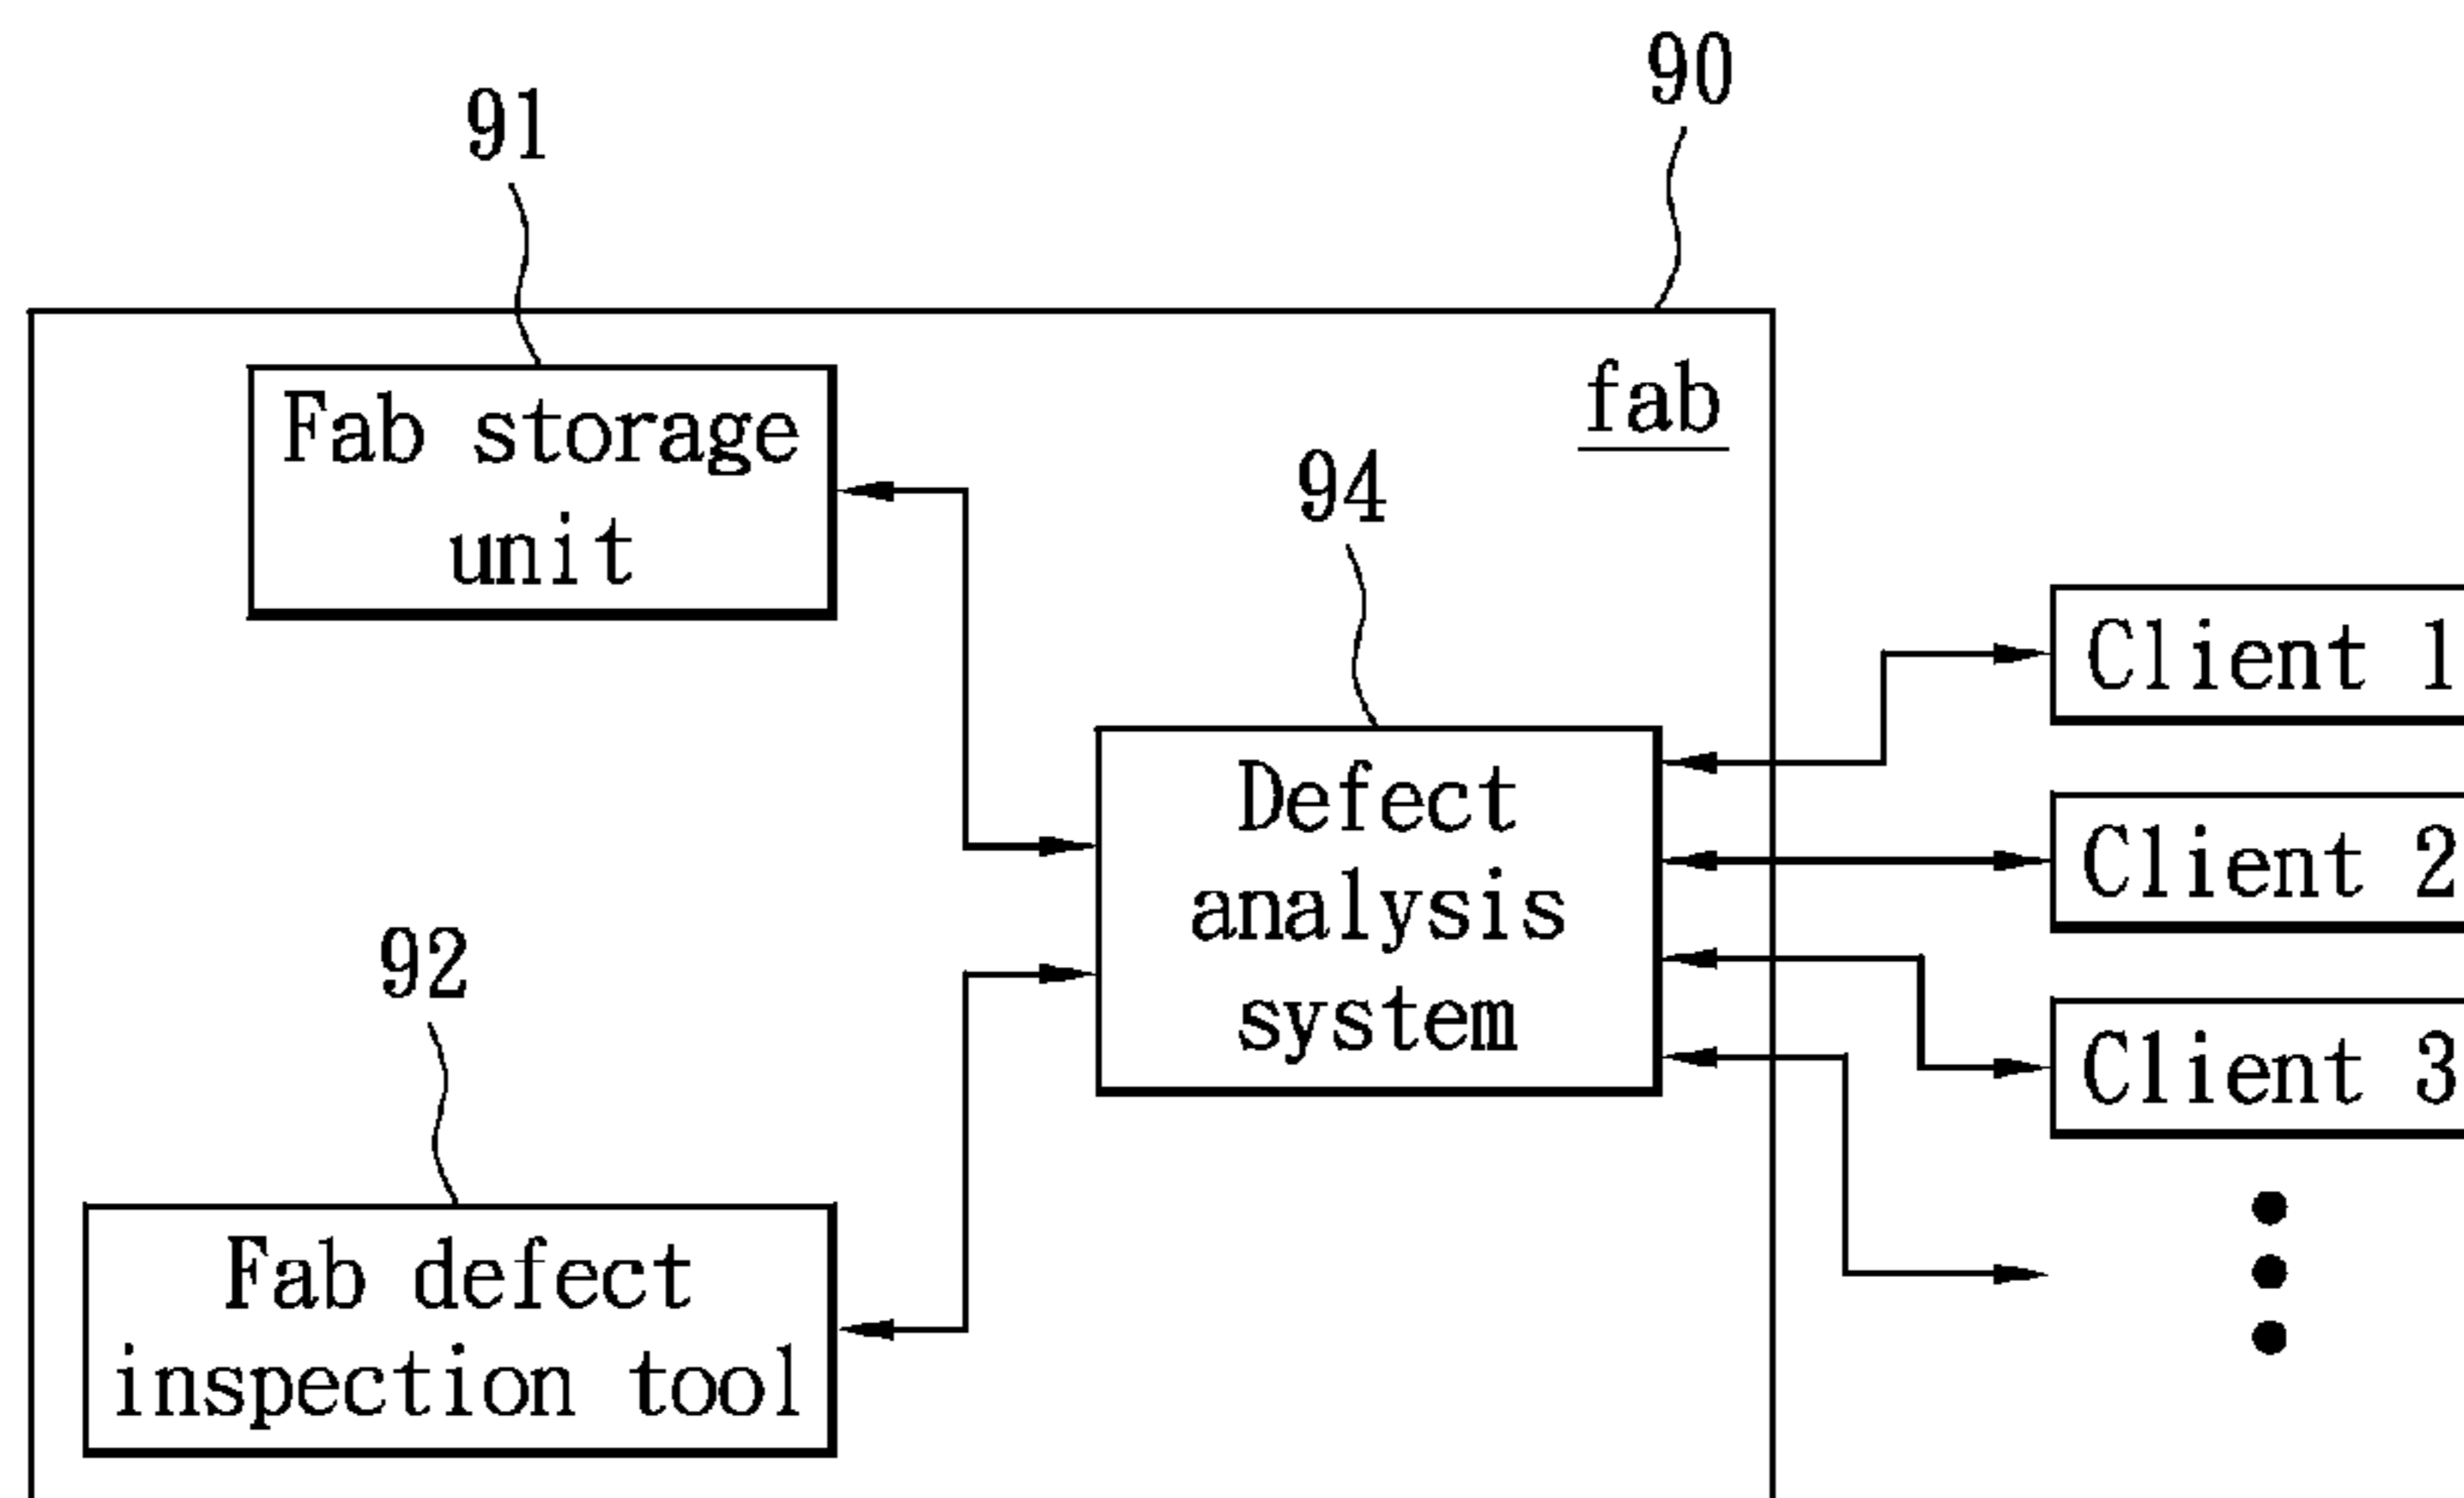 90
91
fab
Fab storage
unit
94
Client 1
Defect
analysis
system
Client 2
92
Client 3
Fab defect
inspection tool